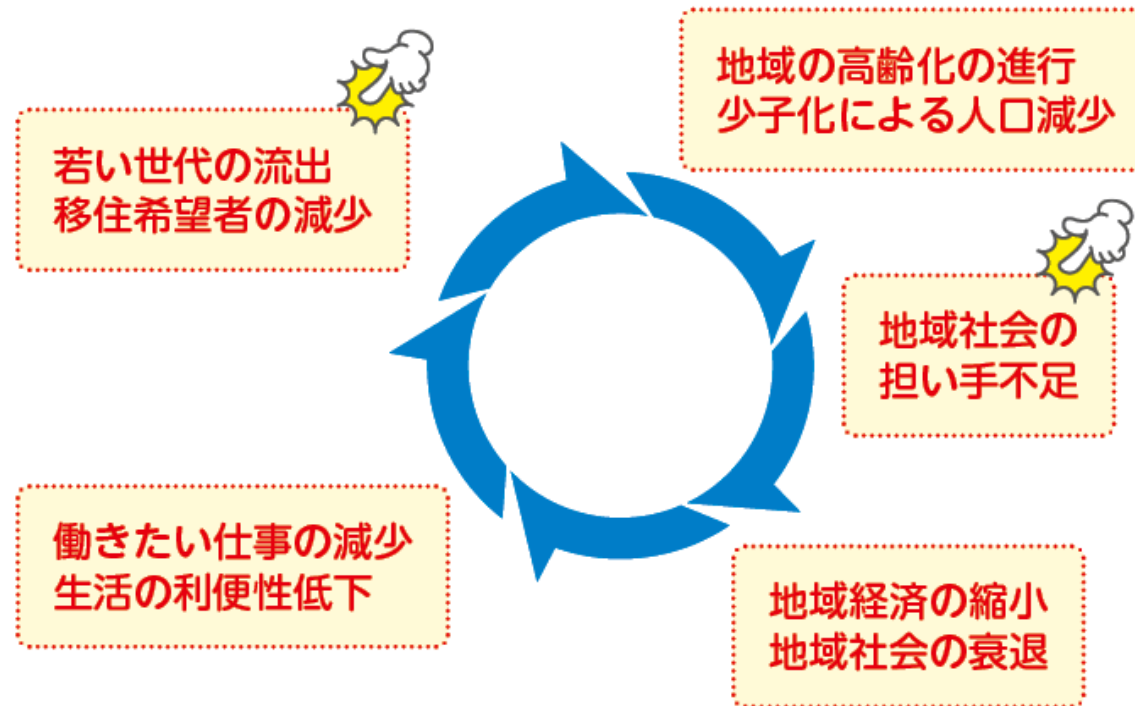 地域の高齢化の進行
少子化による人口減少
若い世代の流出
移住希望者の減少
地域社会の
担い手不足
働きたい仕事の減少
生活の利便性低下
地域経済の縮小
地域社会の衰退